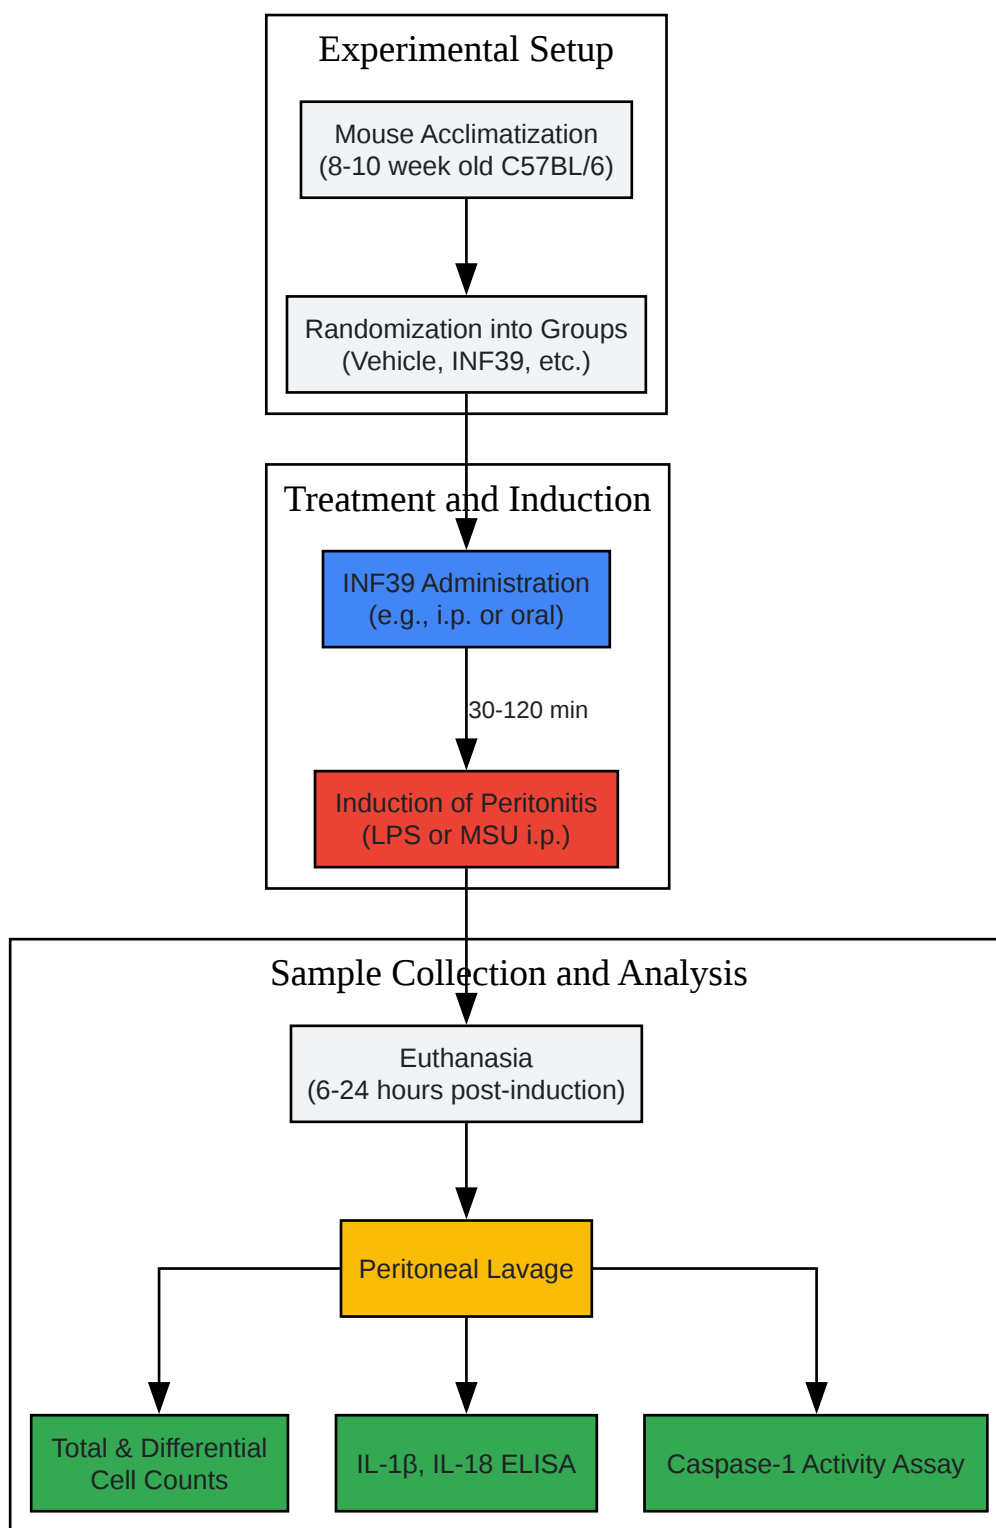 Experimental Setup
Mouse Acclimatization
(8-10 week old C57BL/6)
Randomization into Groups
(Vehicle, INF39, etc.)
Treatment and Induction
INF39 Administration
(e.g., i.p. or oral)
30-120 min
Induction of Peritonitis
(LPS or MSU i.p.)
Sample Collection and Analysis
Euthanasia
(6-24 hours post-induction)
Peritoneal Lavage
Total & Differential
Cell Counts
IL-1β, IL-18 ELISA
Caspase-1 Activity Assay